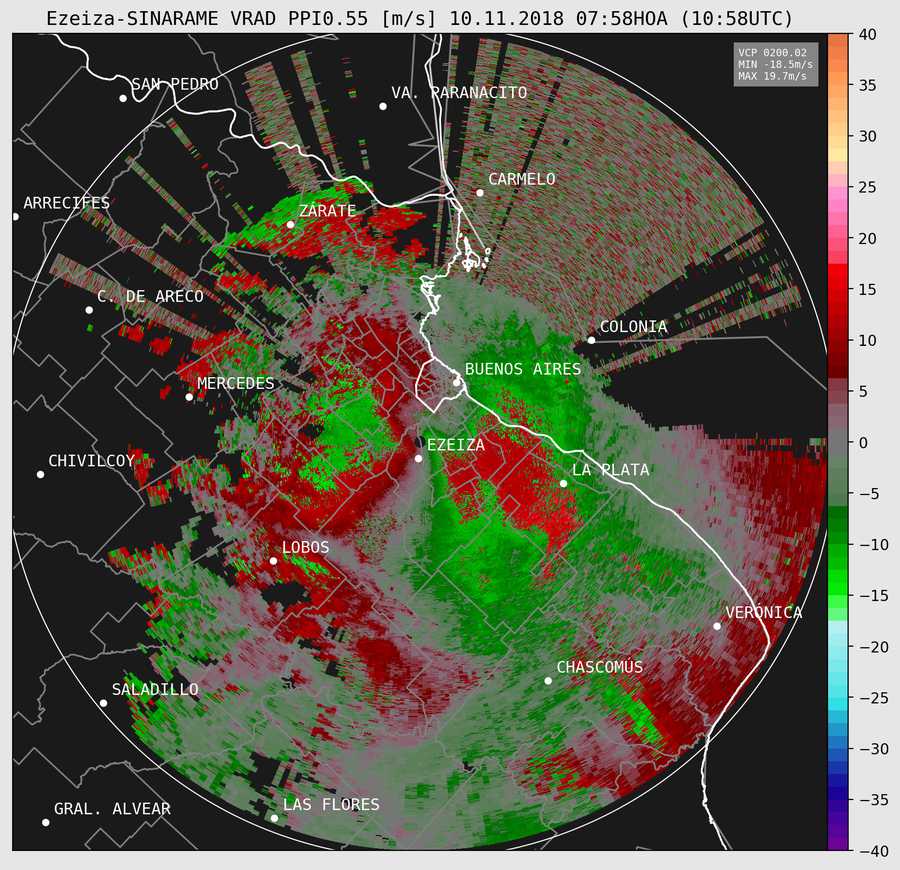 Ezeiza-SINARAME VRAD PPI0.55 [m/s] 10.11.2018 07:58HOA (10:58UTC)
VCP 0200.02
MIN -18.5m/s
MAX 19.7m/s
SAN PEDRO
VA. PARANACITO
CARMELO
ARRECIFES
ZARATE
C. DE ARECO
COLONIA
MERCEDES
BUENOS AIRES
EZEIZA
CHIVILCOY
LA PLATA
LOBOS
VERONICA
CHASCOMUS
SALADILLO
GRAL. ALVEAR
LAS FLORES
40
35
30
25
20
15
10
5
0
−5
−10
−15
−20
−25
−30
−35
−40